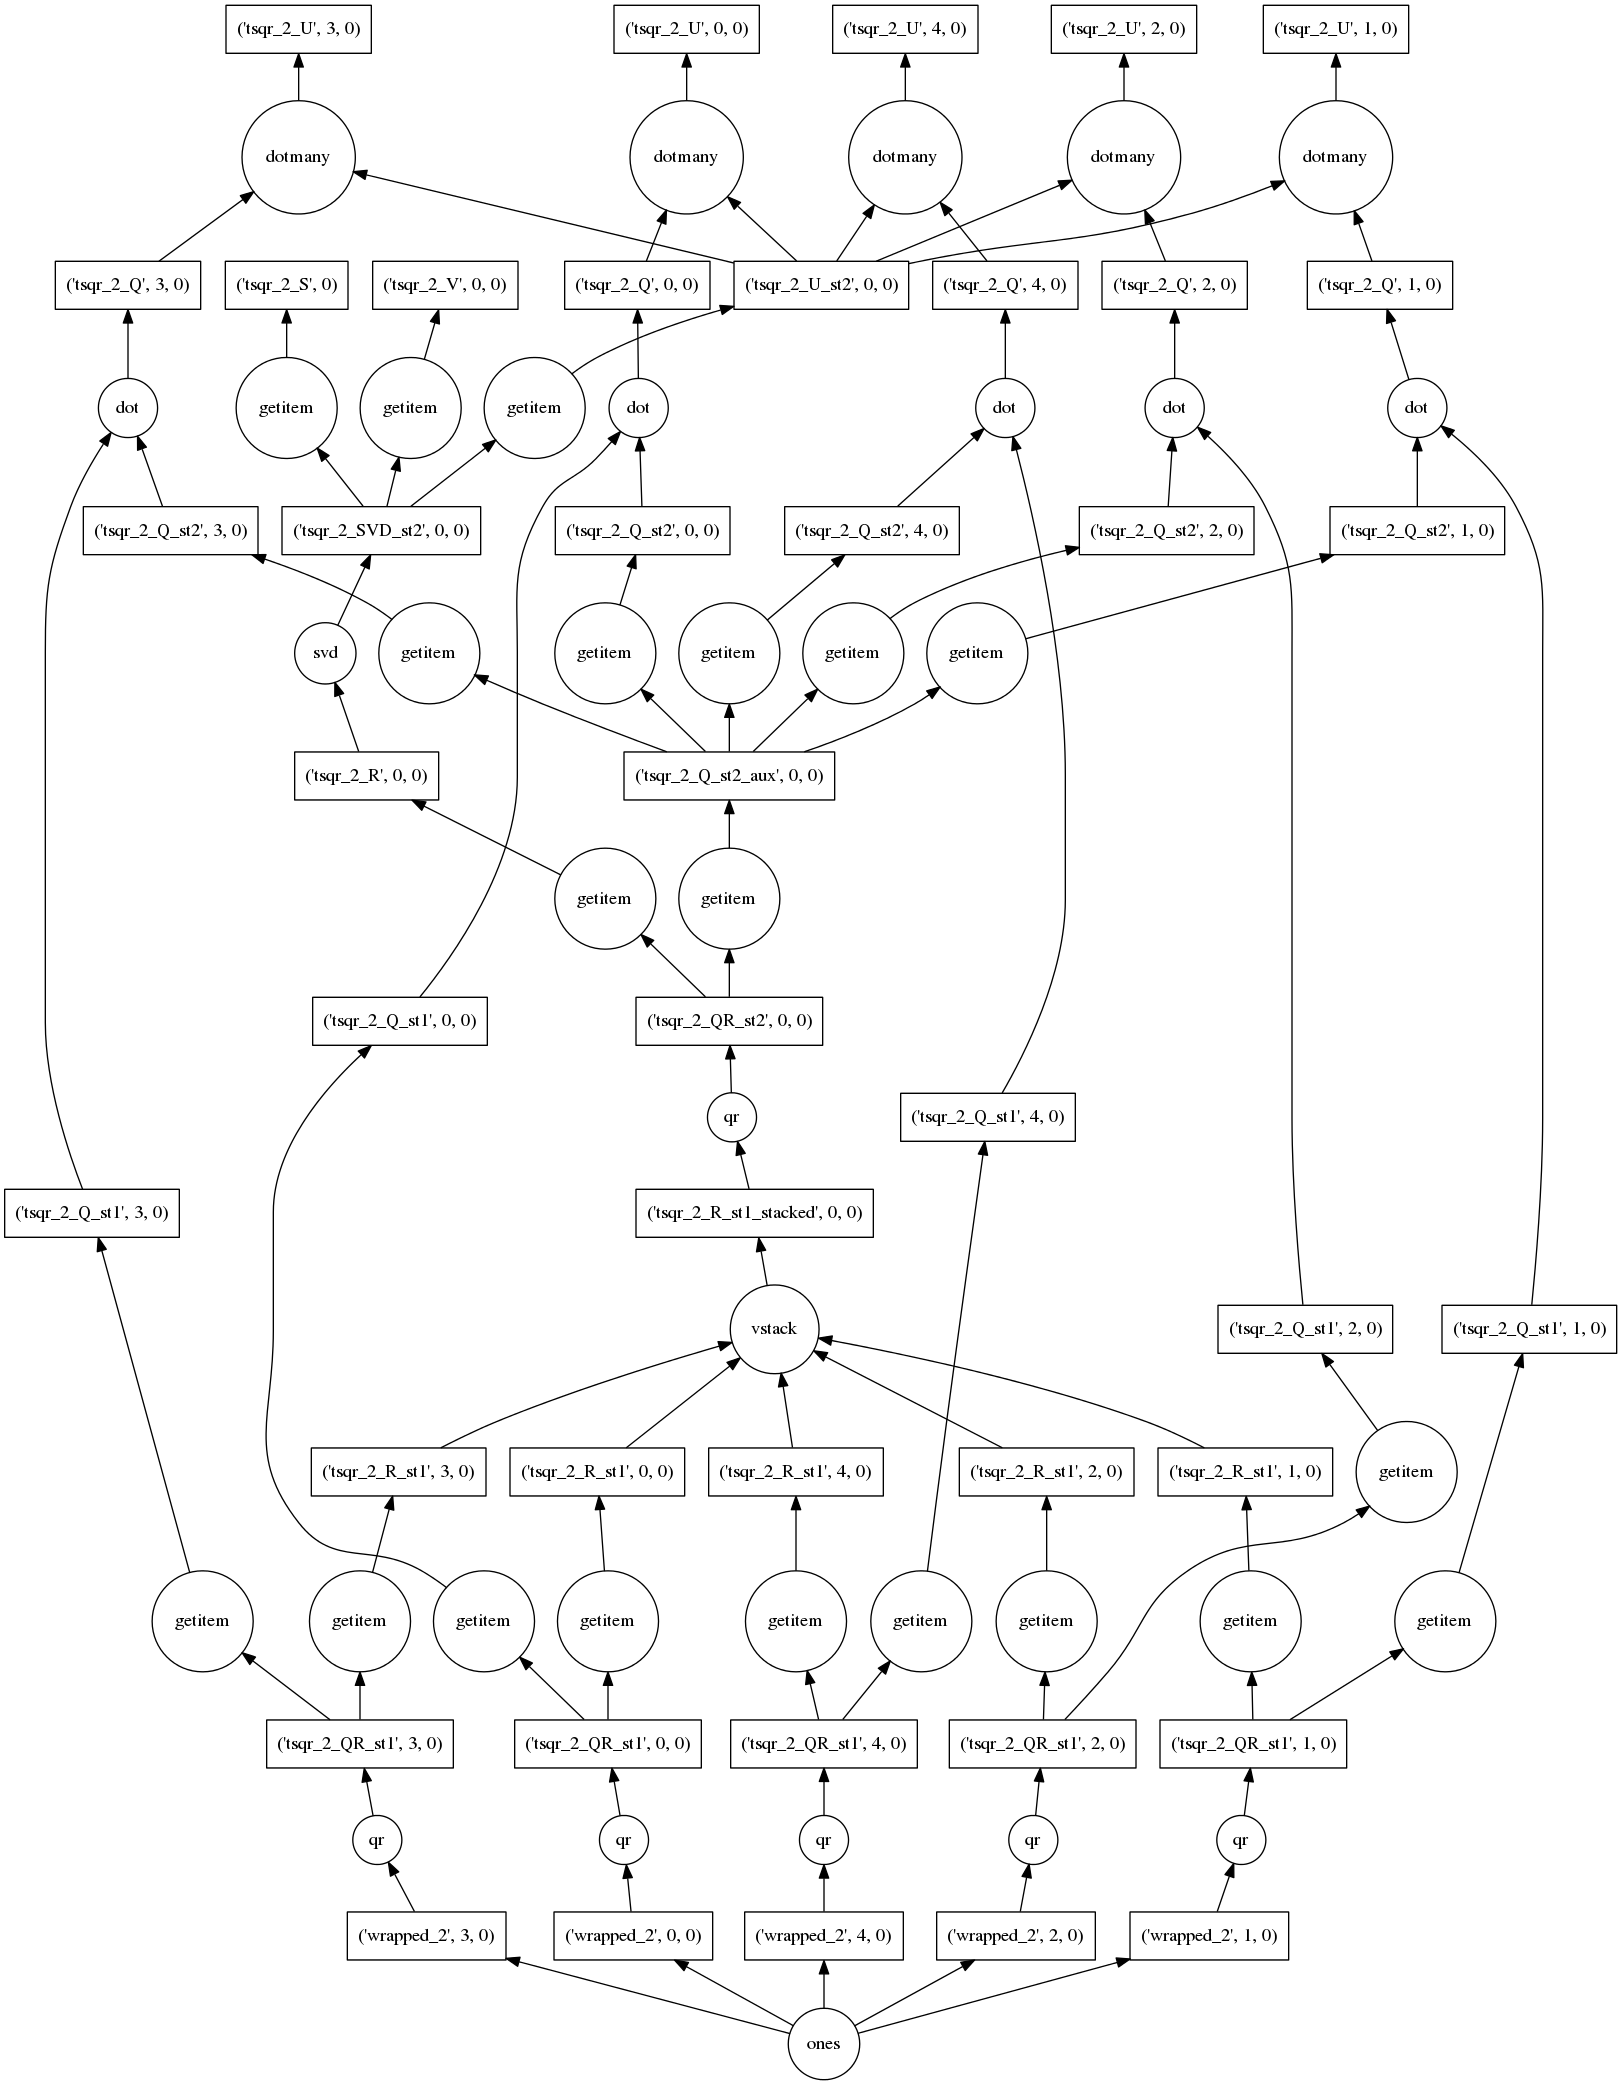 ('tsqr_2_U', 3, 0)
('tsqr_2_U', 0, 0)
('tsqr_2_U', 4, 0)
('tsqr_2_U', 2, 0)
('tsqr_2_U', 1, 0)
dotmany
dotmany
dotmany
dotmany
dotmany
('tsqr_2_Q', 3, 0)
('tsqr_2_S', 0)
('tsqr_2_V', 0, 0)
('tsqr_2_Q', 0, 0)
('tsqr_2_U_st2', 0, 0)
('tsqr_2_Q', 4, 0)
('tsqr_2_Q', 2, 0)
('tsqr_2_Q', 1, 0)
dot
getitem
getitem
getitem
dot
dot
dot
dot
('tsqr_2_Q_st2', 3, 0)
('tsqr_2_SVD_st2', 0, 0)
('tsqr_2_Q_st2', 0, 0)
('tsqr_2_Q_st2', 4, 0)
('tsqr_2_Q_st2', 2, 0)
('tsqr_2_Q_st2', 1, 0)
svd
getitem
getitem
getitem
getitem
getitem
('tsqr_2_R', 0, 0)
('tsqr_2_Q_st2_aux', 0, 0)
getitem
getitem
('tsqr_2_Q_st1', 0, 0)
('tsqr_2_QR_st2', 0, 0)
qr
('tsqr_2_Q_st1', 4, 0)
('tsqr_2_Q_st1', 3, 0)
('tsqr_2_R_st1_stacked', 0, 0)
vstack
('tsqr_2_Q_st1', 2, 0)
('tsqr_2_Q_st1', 1, 0)
('tsqr_2_R_st1', 3, 0)
('tsqr_2_R_st1', 0, 0)
('tsqr_2_R_st1', 4, 0)
('tsqr_2_R_st1', 2, 0)
('tsqr_2_R_st1', 1, 0)
getitem
getitem
getitem
getitem
getitem
getitem
getitem
getitem
getitem
getitem
('tsqr_2_QR_st1', 3, 0)
('tsqr_2_QR_st1', 0, 0)
('tsqr_2_QR_st1', 4, 0)
('tsqr_2_QR_st1', 2, 0)
('tsqr_2_QR_st1', 1, 0)
qr
qr
qr
qr
qr
('wrapped_2', 3, 0)
('wrapped_2', 0, 0)
('wrapped_2', 4, 0)
('wrapped_2', 2, 0)
('wrapped_2', 1, 0)
ones